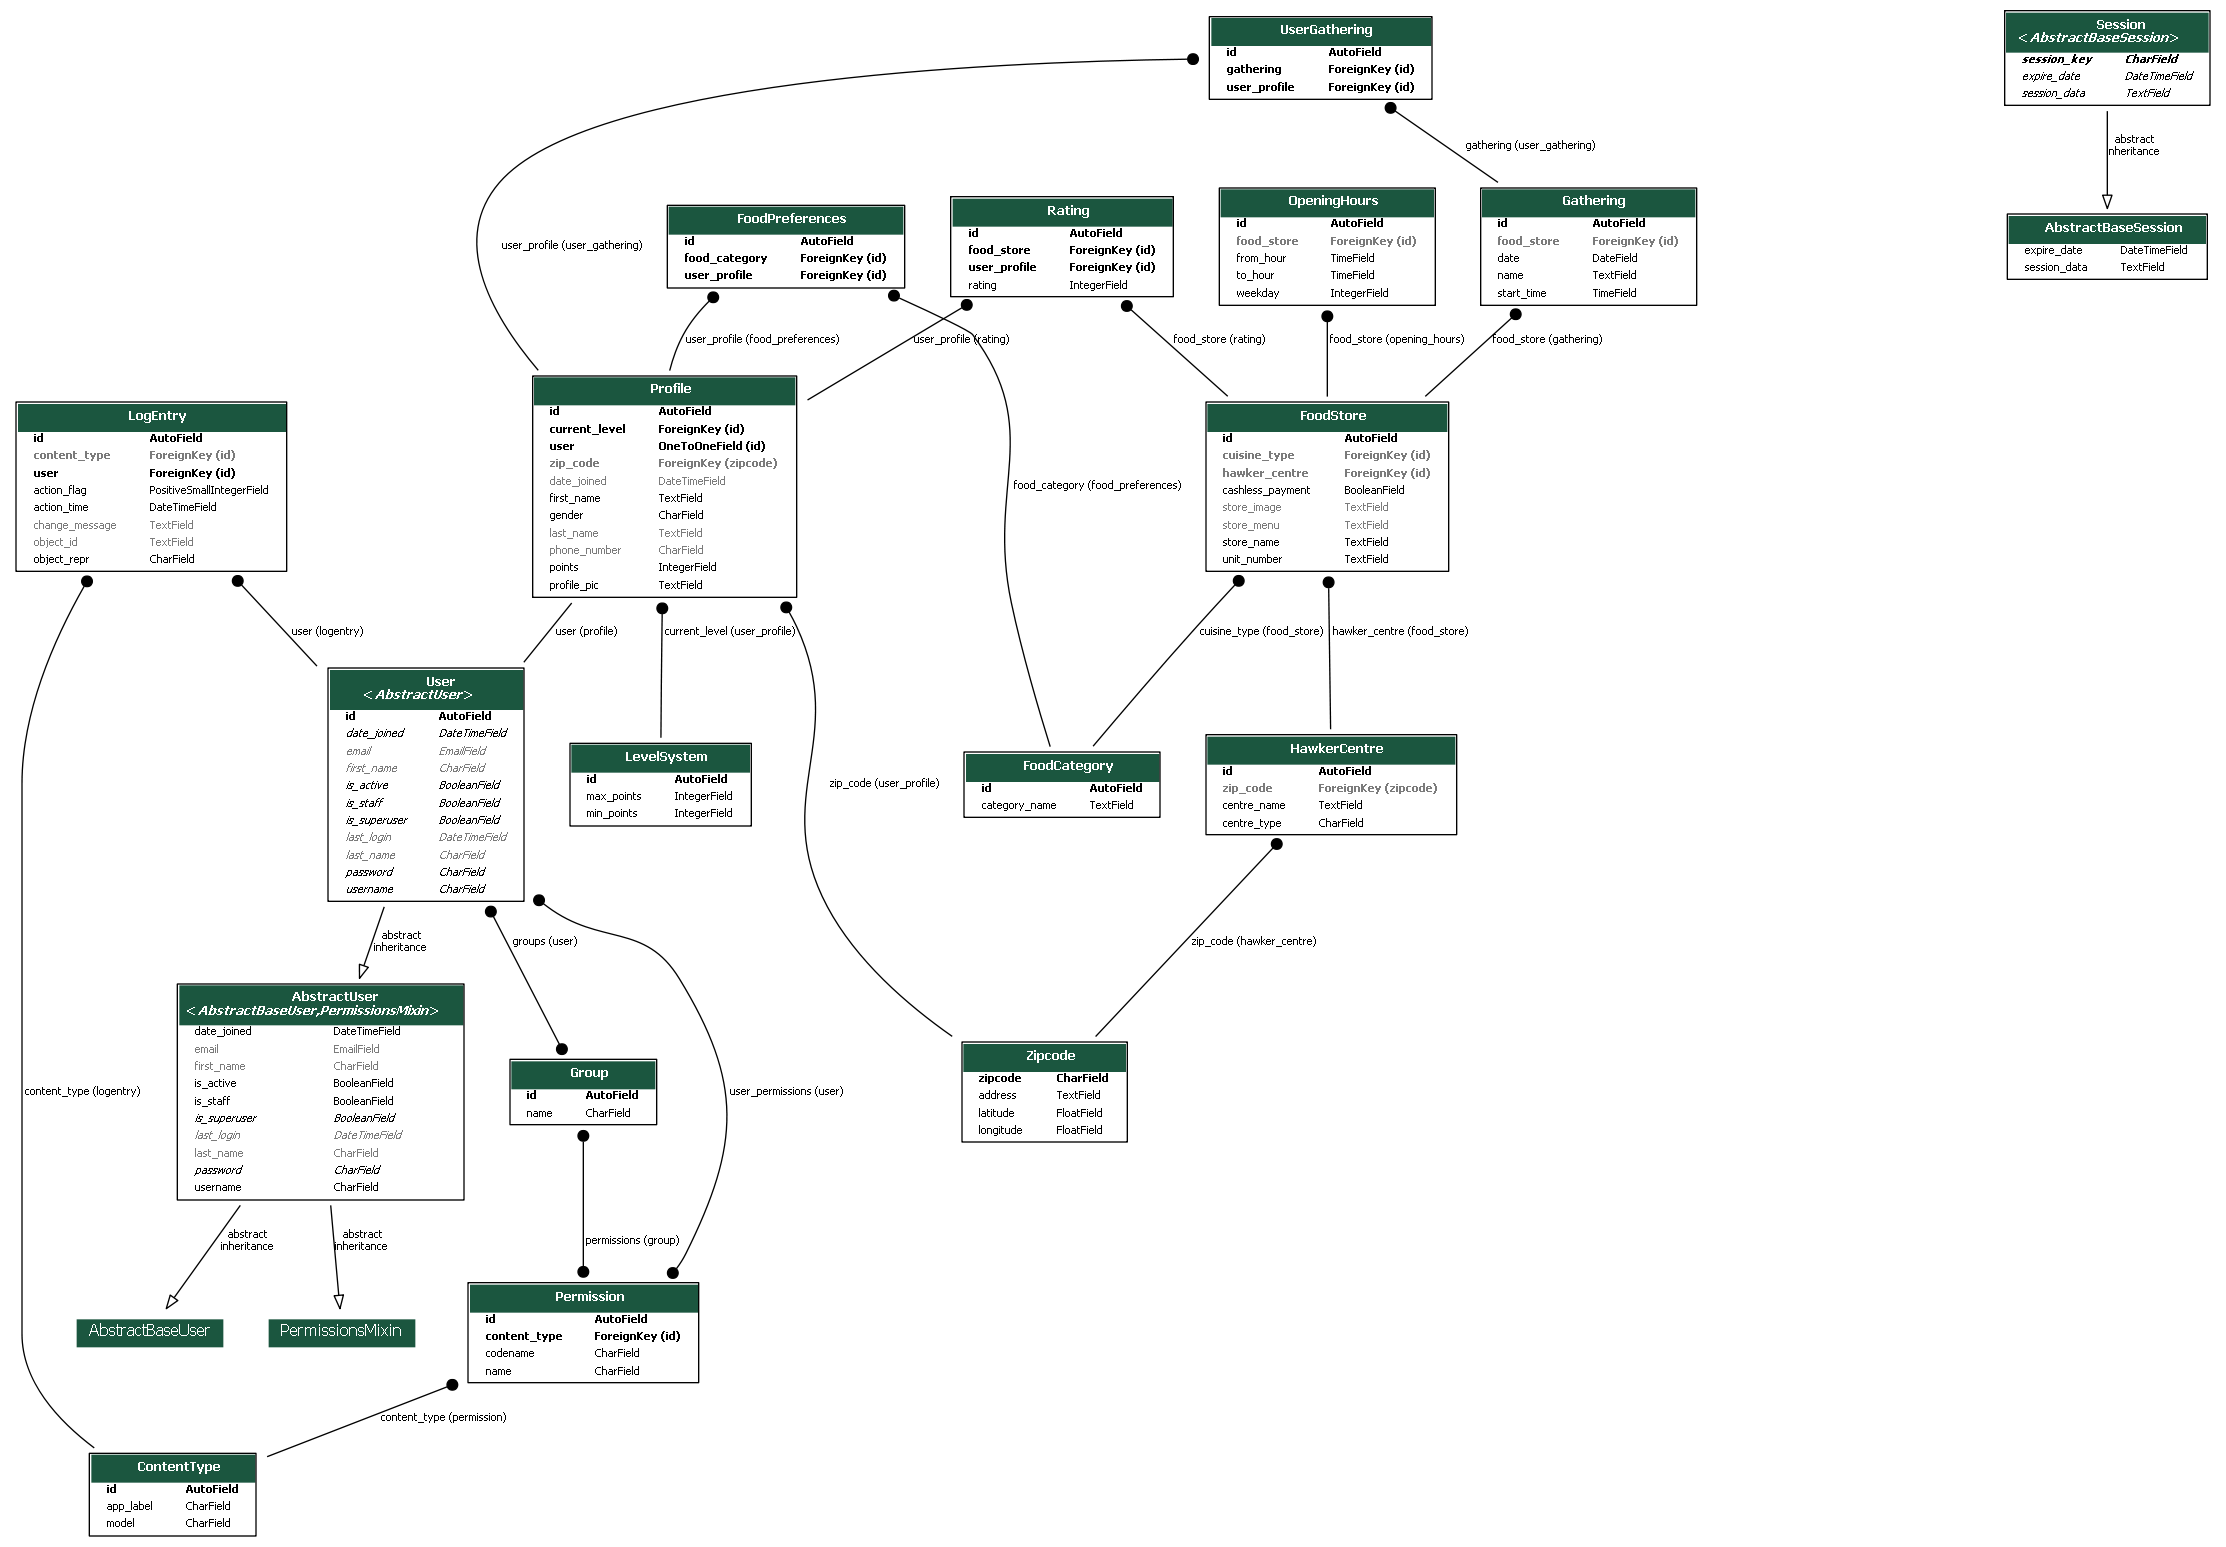 UserGathering
id AutoField
gathering ForeignKey (id)
user_profile ForeignKey (id)
Session
<AbstractBaseSession>
session_key CharField
expire_date DateTimeField
session_data TextField
gathering (user_gathering)
abstract
nheritance
user_profile (user_gathering)
FoodPreferences
id AutoField
food_category ForeignKey (id)
user_profile ForeignKey (id)
Rating
id AutoField
food_store ForeignKey (id)
user_profile ForeignKey (id)
rating IntegerField
OpeningHours
id AutoField
food_store ForeignKey (id)
from_hour TimeField
to_hour TimeField
weekday IntegerField
Gathering
id AutoField
food_store ForeignKey (id)
date DateField
name TextField
start_time TimeField
AbstractBaseSession
expire_date DateTimeField
session_data TextField
user_profile (food_preferences)
user_profile (rating)
food_store (rating)
food_store (opening_hours)
food_store (gathering)
LogEntry
id AutoField
content_type ForeignKey (id)
user ForeignKey (id)
action_flag PositiveSmallIntegerField
action_time DateTimeField
change_message TextField
object_id TextField
object_repr CharField
Profile
id AutoField
current_level ForeignKey (id)
user OneToOneField (id)
zip_code ForeignKey (zipcode)
date_joined DateTimeField
first_name TextField
gender CharField
last_name TextField
phone_number CharField
points IntegerField
profile_pic TextField
food_category (food_preferences)
FoodStore
id AutoField
cuisine_type ForeignKey (id)
hawker_centre ForeignKey (id)
cashless_payment BooleanField
store_image TextField
store_menu TextField
store_name TextField
unit_number TextField
user (logentry)
user (profile)
current_level (user_profile)
cuisine_type (food_store)
hawker_centre (food_store)
User
<AbstractUser>
id AutoField
date_joined DateTimeField
email EmailField
first_name CharField
is_active BooleanField
is_staff BooleanField
is_superuser BooleanField
last_login DateTimeField
last_name CharField
password CharField
username CharField
LevelSystem
id AutoField
max_points IntegerField
min_points IntegerField
zip_code (user_profile)
FoodCategory
id AutoField
category_name TextField
HawkerCentre
id AutoField
zip_code ForeignKey (zipcode)
centre_name TextField
centre_type CharField
abstract
inheritance
groups (user)
zip_code (hawker_centre)
AbstractUser
<AbstractBaseUser,PermissionsMixin>
date_joined DateTimeField
email EmailField
first_name CharField
is_active BooleanField
is_staff BooleanField
is_superuser BooleanField
last_login DateTimeField
last_name CharField
password CharField
username CharField
content_type (logentry)
Group
id AutoField
name CharField
user_permissions (user)
Zipcode
zipcode CharField
address TextField
latitude FloatField
longitude FloatField
abstract
inheritance
abstract
inheritance
permissions (group)
AbstractBaseUser
PermissionsMixin
Permission
id AutoField
content_type ForeignKey (id)
codename CharField
name CharField
content_type (permission)
ContentType
id AutoField
app_label CharField
model CharField